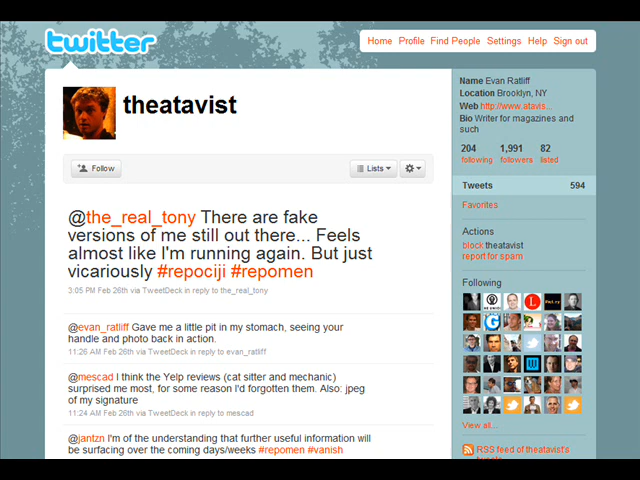 twitter
Home Profile Find People Settings Help Sign out
theatavist
Follow
Lists
@the_real_tony There are fake
versions of me still out there... Feels
almost like I'm running again. But just
vicariously #repociji #repomen
3:05 PM Feb 26th via TweetDeck in reply to the_real_tony
@evan_ratliff Gave me a little pit in my stomach, seeing your
handle and photo back in action.
11:26 AM Feb 26th via TweetDeck in reply to evan_ratliff
@mescad I think the Yelp reviews (cat sitter and mechanic)
surprised me most, for some reason I'd forgotten them. Also: jpeg
of my signature
11:24 AM Feb 26th via TweetDeck in reply to mescad
@jantzn I'm of the understanding that further useful information will
be surfacing over the coming days/weeks #repomen #vanish
Name Evan Ratliff
Location Brooklyn, NY
Web http://www.atavis...
Bio Writer for magazines and
such
204 1,991 82
following followers listed
Tweets 594
Favorites
Actions
block theatavist
report for spam
Following
View all...
RSS feed of theatavist's